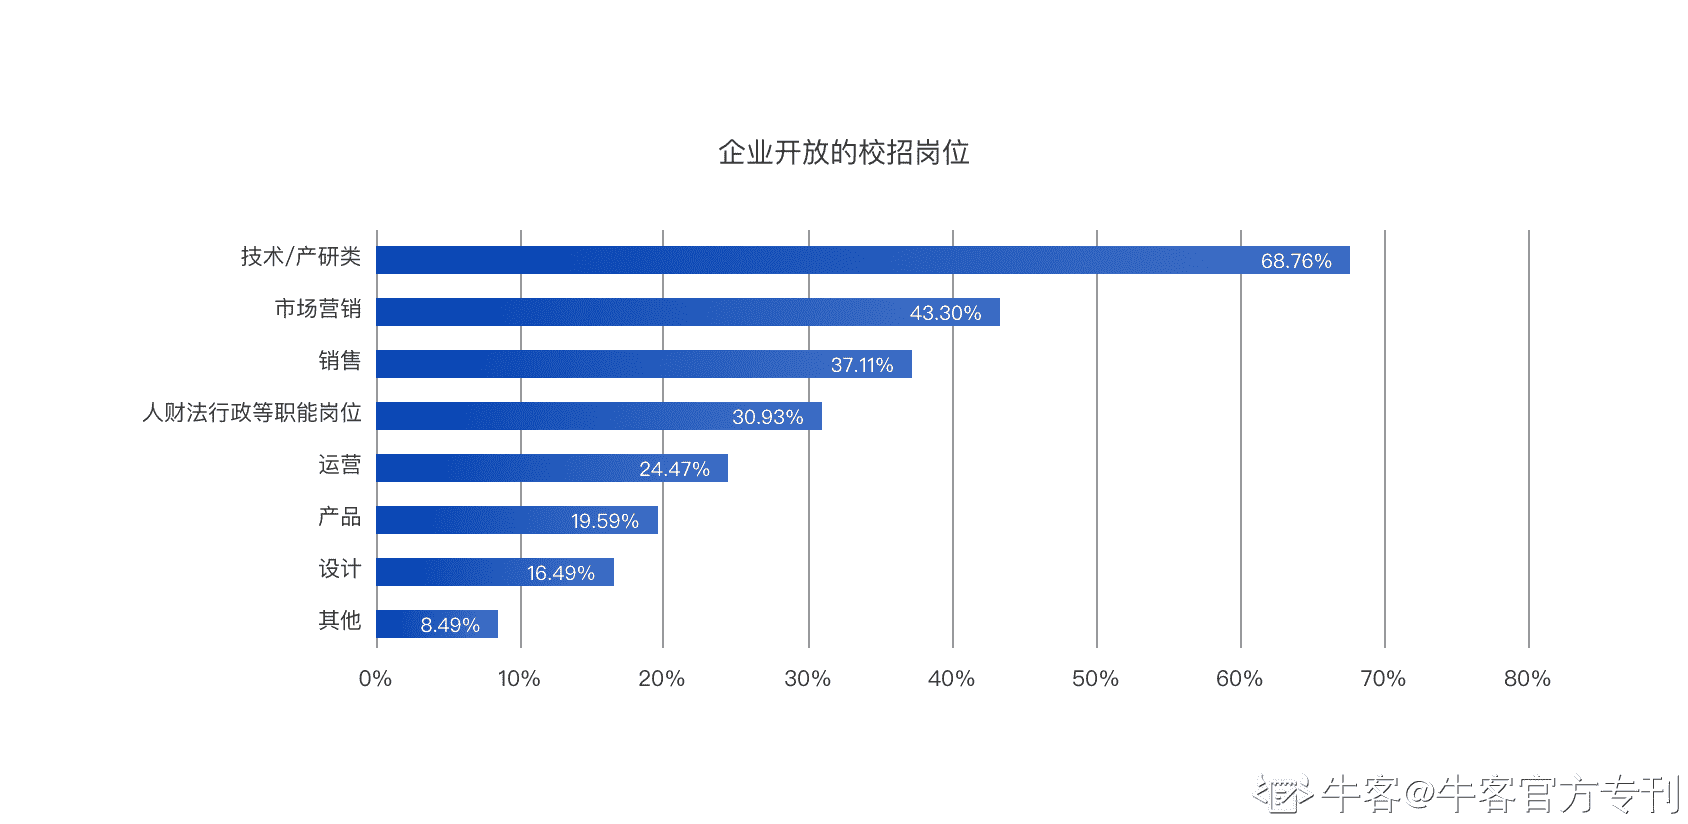 企业开放的校招岗位
技术/产研类 68.76%
市场营销 43.30%
销售 37.11%
人财法行政等职能岗位 30.93%
运营 24.47%
产品 19.59%
设计 16.49%
其他 8.49%
0% 10% 20% 30% 40% 50% 60% 70% 80%
牛客@牛客官方专刊